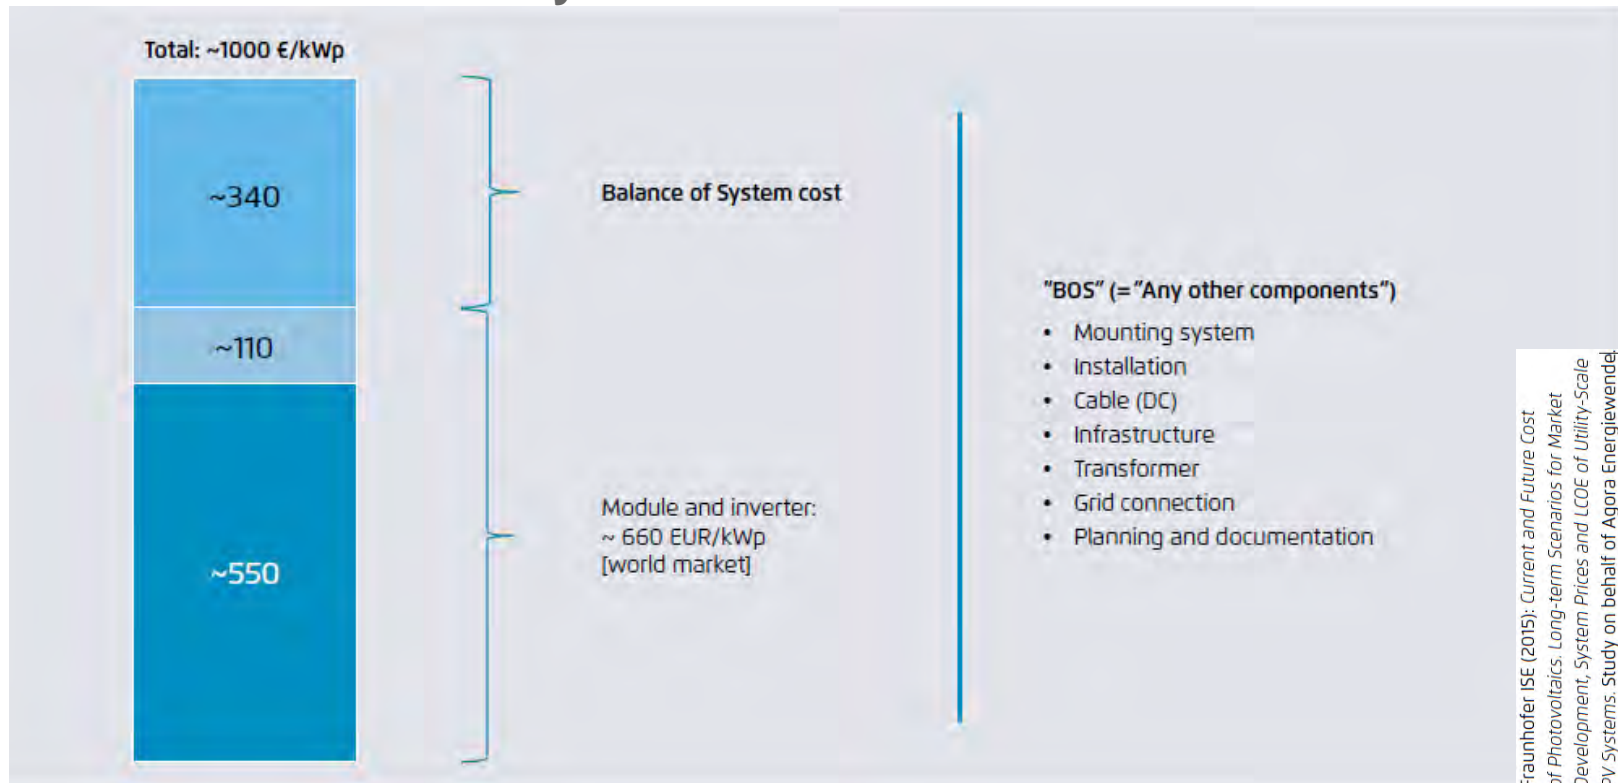 Total: ~1000 €/kWp
~340
~110
~550
Balance of System cost
Module and inverter:
~ 660 EUR/kWp
[world market]
"BOS" (= "Any other components")
• Mounting system
• Installation
• Cable (DC)
• Infrastructure
• Transformer
• Grid connection
• Planning and documentation
Fraunhofer ISE (2015): Current and Future Cost
of Photovoltaics. Long-term Scenarios for Market
Development, System Prices and LCOE of Utility-Scale
PV Systems. Study on behalf of Agora Energiewende.